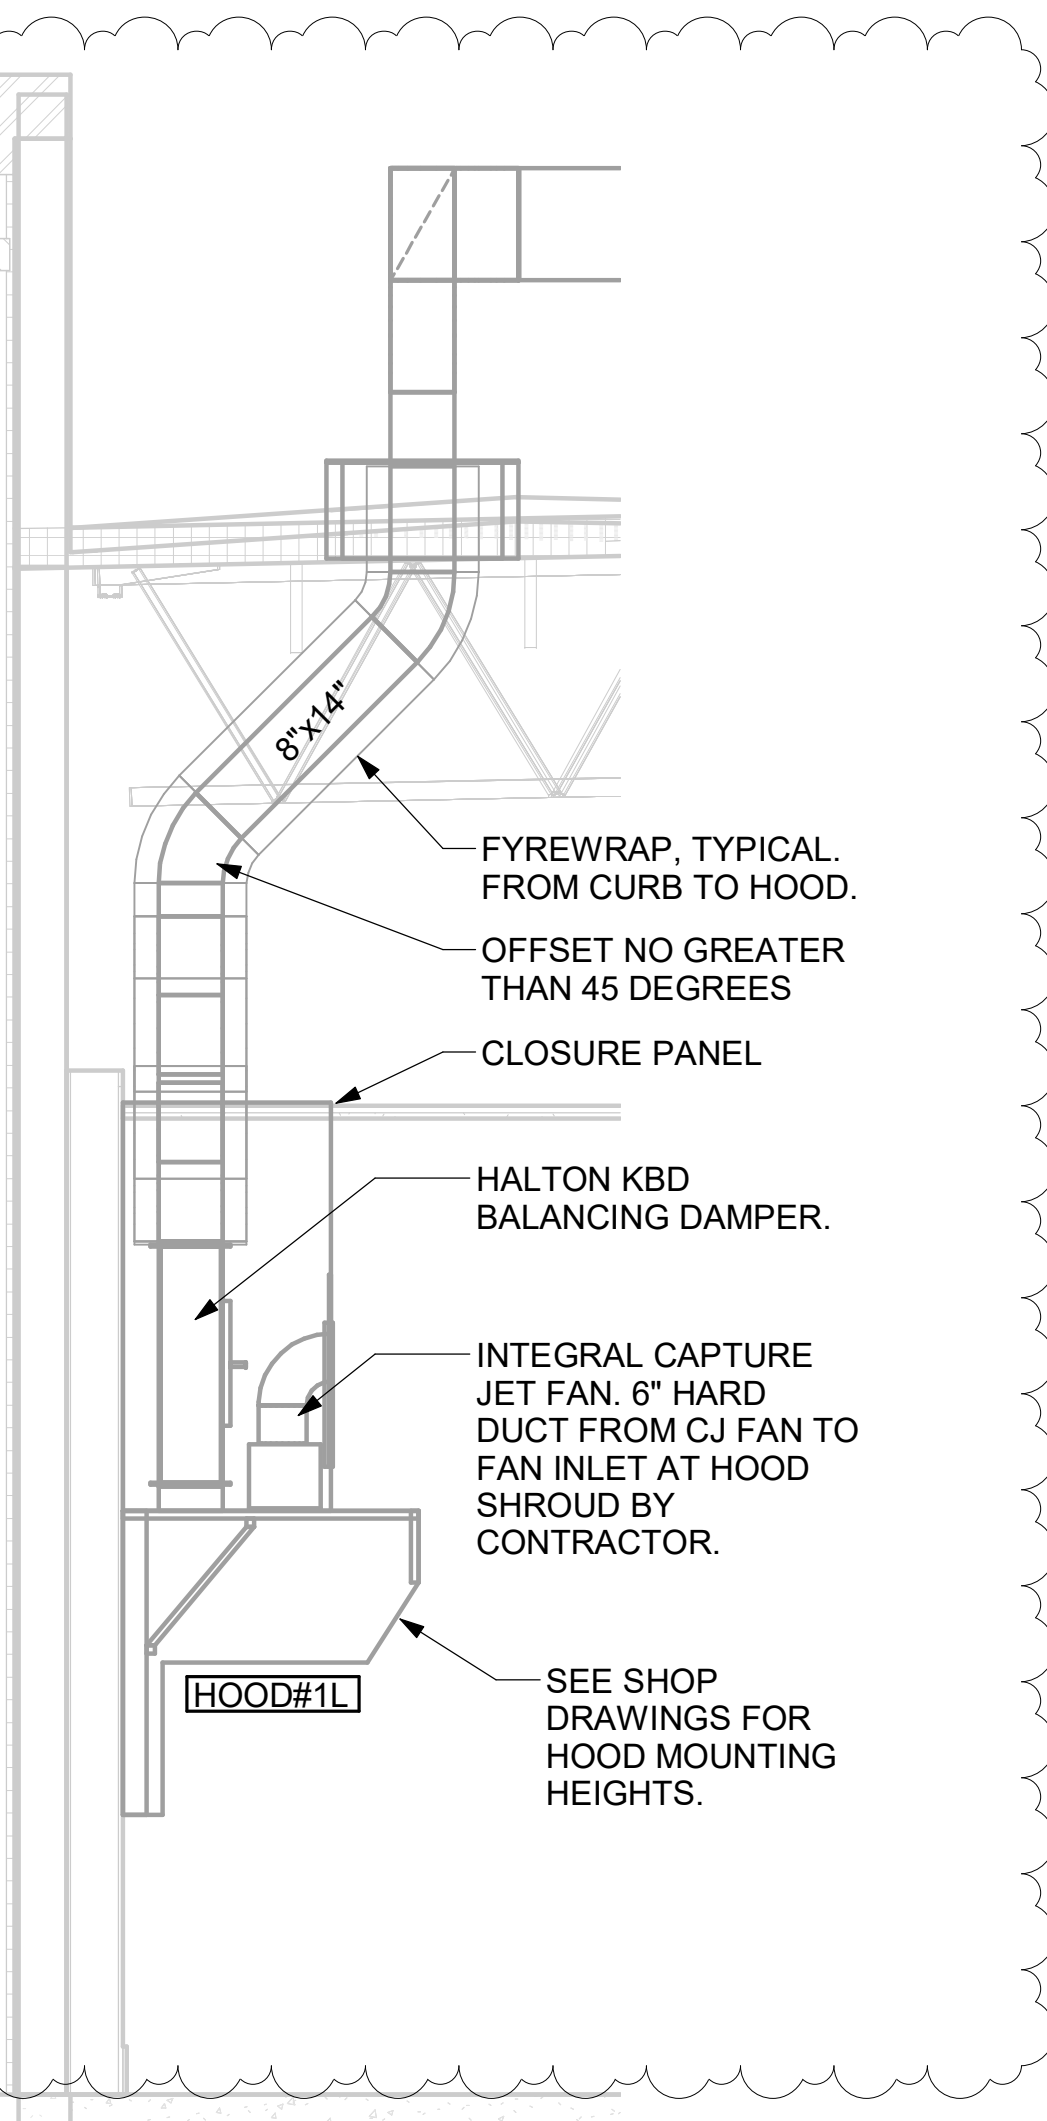 8"x14"
FYREWRAP, TYPICAL.
FROM CURB TO HOOD.
OFFSET NO GREATER
THAN 45 DEGREES
CLOSURE PANEL
HALTON KBD
BALANCING DAMPER.
INTEGRAL CAPTURE
JET FAN. 6" HARD
DUCT FROM CJ FAN TO
FAN INLET AT HOOD
SHROUD BY
CONTRACTOR.
HOOD#1L
SEE SHOP
DRAWINGS FOR
HOOD MOUNTING
HEIGHTS.